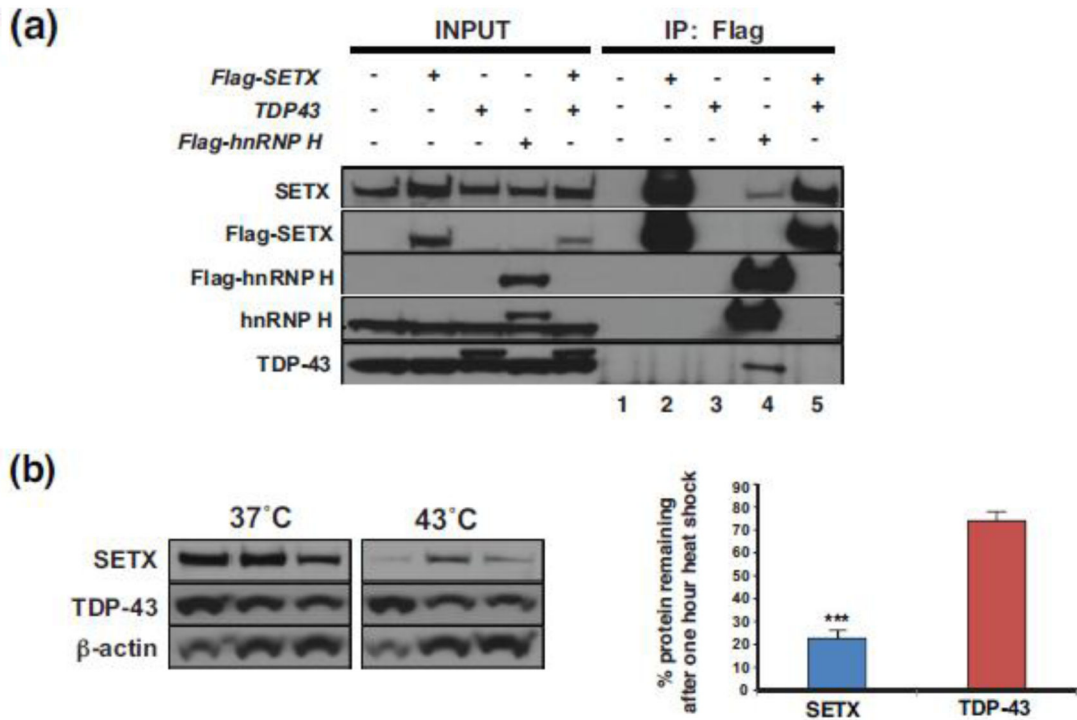 (a)
INPUT IP: Flag
Flag-SETX - + - - + - + - - +
TDP43 - - + - + - - + - +
Flag-hnRNP H - - - + - - - - + -
SETX
Flag-SETX
Flag-hnRNP H
hnRNP H
TDP-43
1 2 3 4 5
(b)
37°C 43°C
SETX
TDP-43
β-actin
% protein remaining
after one hour heat shock
90
80
70
60
50
40
30
20
10
0
***
SETX TDP-43